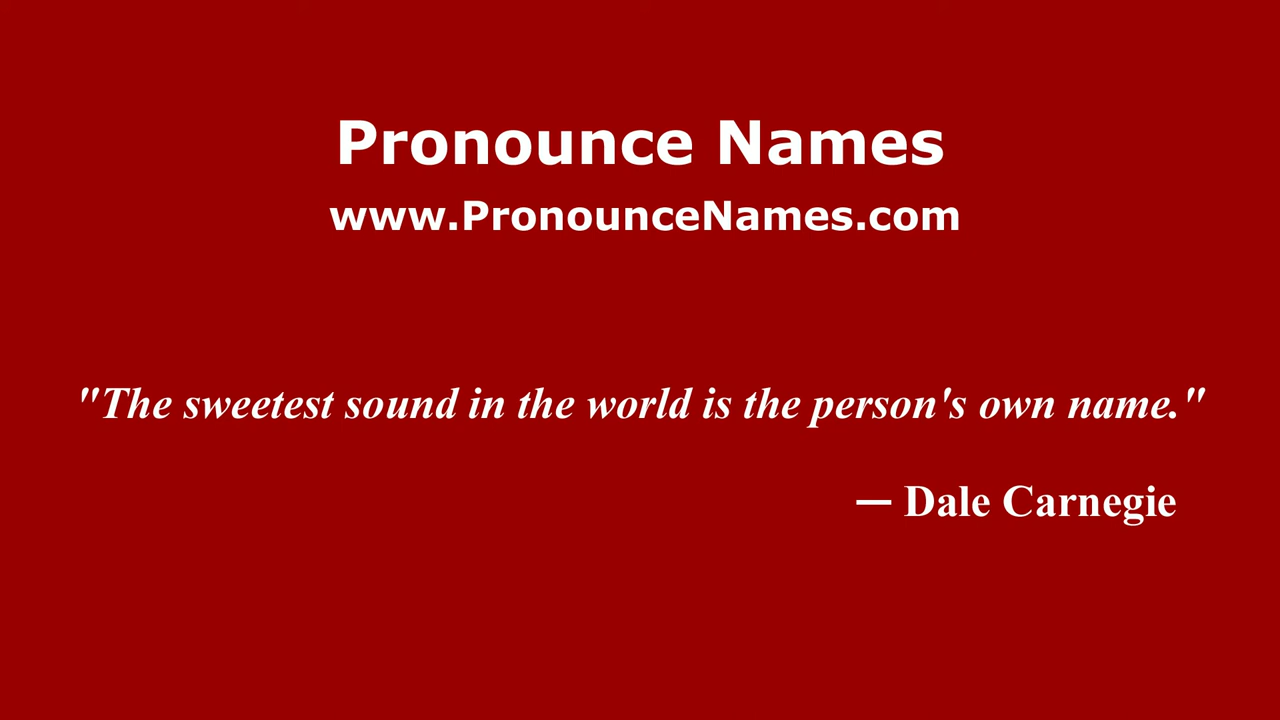 Pronounce Names
www.PronounceNames.com
"The sweetest sound in the world is the person's own name."
— Dale Carnegie